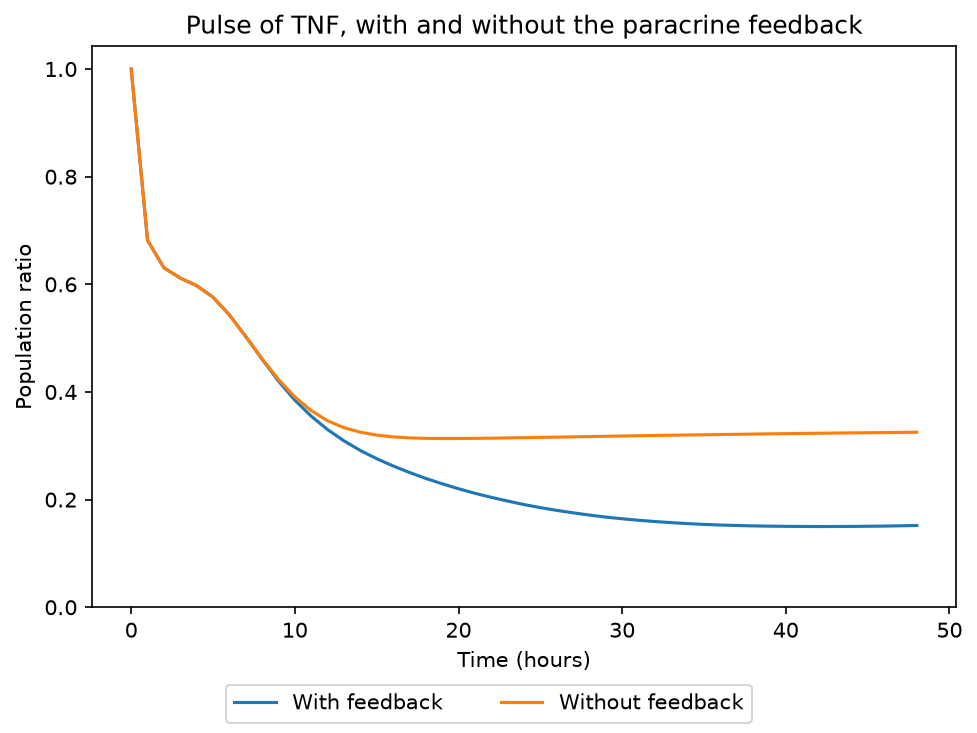 Pulse of TNF, with and without the paracrine feedback
Population ratio
1.0
0.8
0.6
0.4
0.2
0.0
0 10 20 30 40 50
Time (hours)
With feedback Without feedback